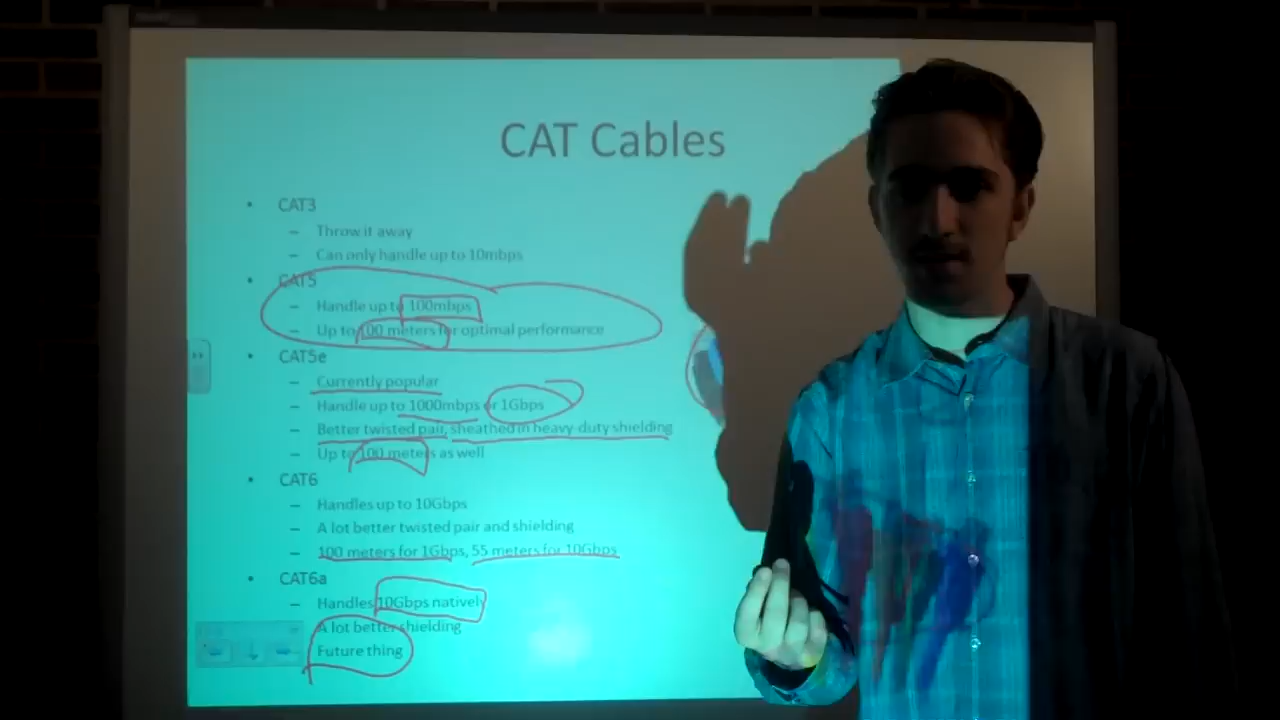 CAT Cables
• CAT3
– Throw it away
– Can only handle up to 10mbps
• CAT5
– Handle up to 100mbps
– Up to 100 meters for optimal performance
• CAT5e
– Currently popular
– Handle up to 1000mbps or 1Gbps
– Better twisted pair, sheathed in heavy-duty shielding
– Up to 100 meters as well
• CAT6
– Handles up to 10Gbps
– A lot better twisted pair and shielding
– 100 meters for 1Gbps, 55 meters for 10Gbps
• CAT6a
– Handles 10Gbps natively
– A lot better shielding
– Future thing